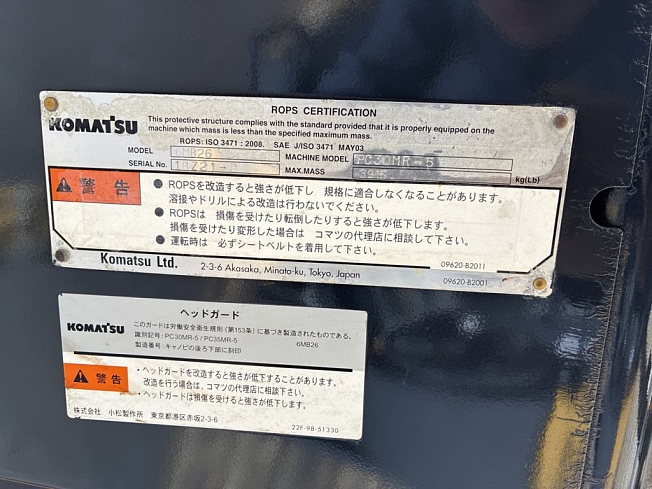 ROPS CERTIFICATION
KOMATSU
This protective structure complies with the standard provided that it is properly equipped on the
machine which mass is less than the specified maximum mass.
ROPS: ISO 3471 : 2008. SAE J/ISO 3471 MAY03
MODEL 6MB26 MACHINE MODEL PC30MR-5
SERIAL No. MAX.MASS 3915 kg(Lb)
警告
● ROPSを改造すると強さが低下し 規格に適合しなくなることがあります。
溶接やドリルによる改造は行わないでください。
● ROPSは 損傷を受けたり転倒したりすると強さが低下します。
損傷を受けたり変形した場合は コマツの代理店に相談して下さい。
● 運転時は 必ずシートベルトを着用して下さい。
09620-B2011
Komatsu Ltd. 2-3-6 Akasaka, Minato-ku, Tokyo, Japan
09620-B2001
ヘッドガード
KOMATSU
このガードは労働安全衛生規則(第153条)に基づき製造されたものである。
識別記号: PC30MR-5 / PC35MR-5 6MB26
製造番号: キャノピの後ろ下部に刻印
警告
・ヘッドガードを改造すると強さが低下することがあります。
改造を行う場合は、コマツの代理店に相談下さい。
・ヘッドガードは損傷を受けると強さが低下します。
株式会社 小松製作所 東京都港区赤坂2-3-6
22F-98-51330